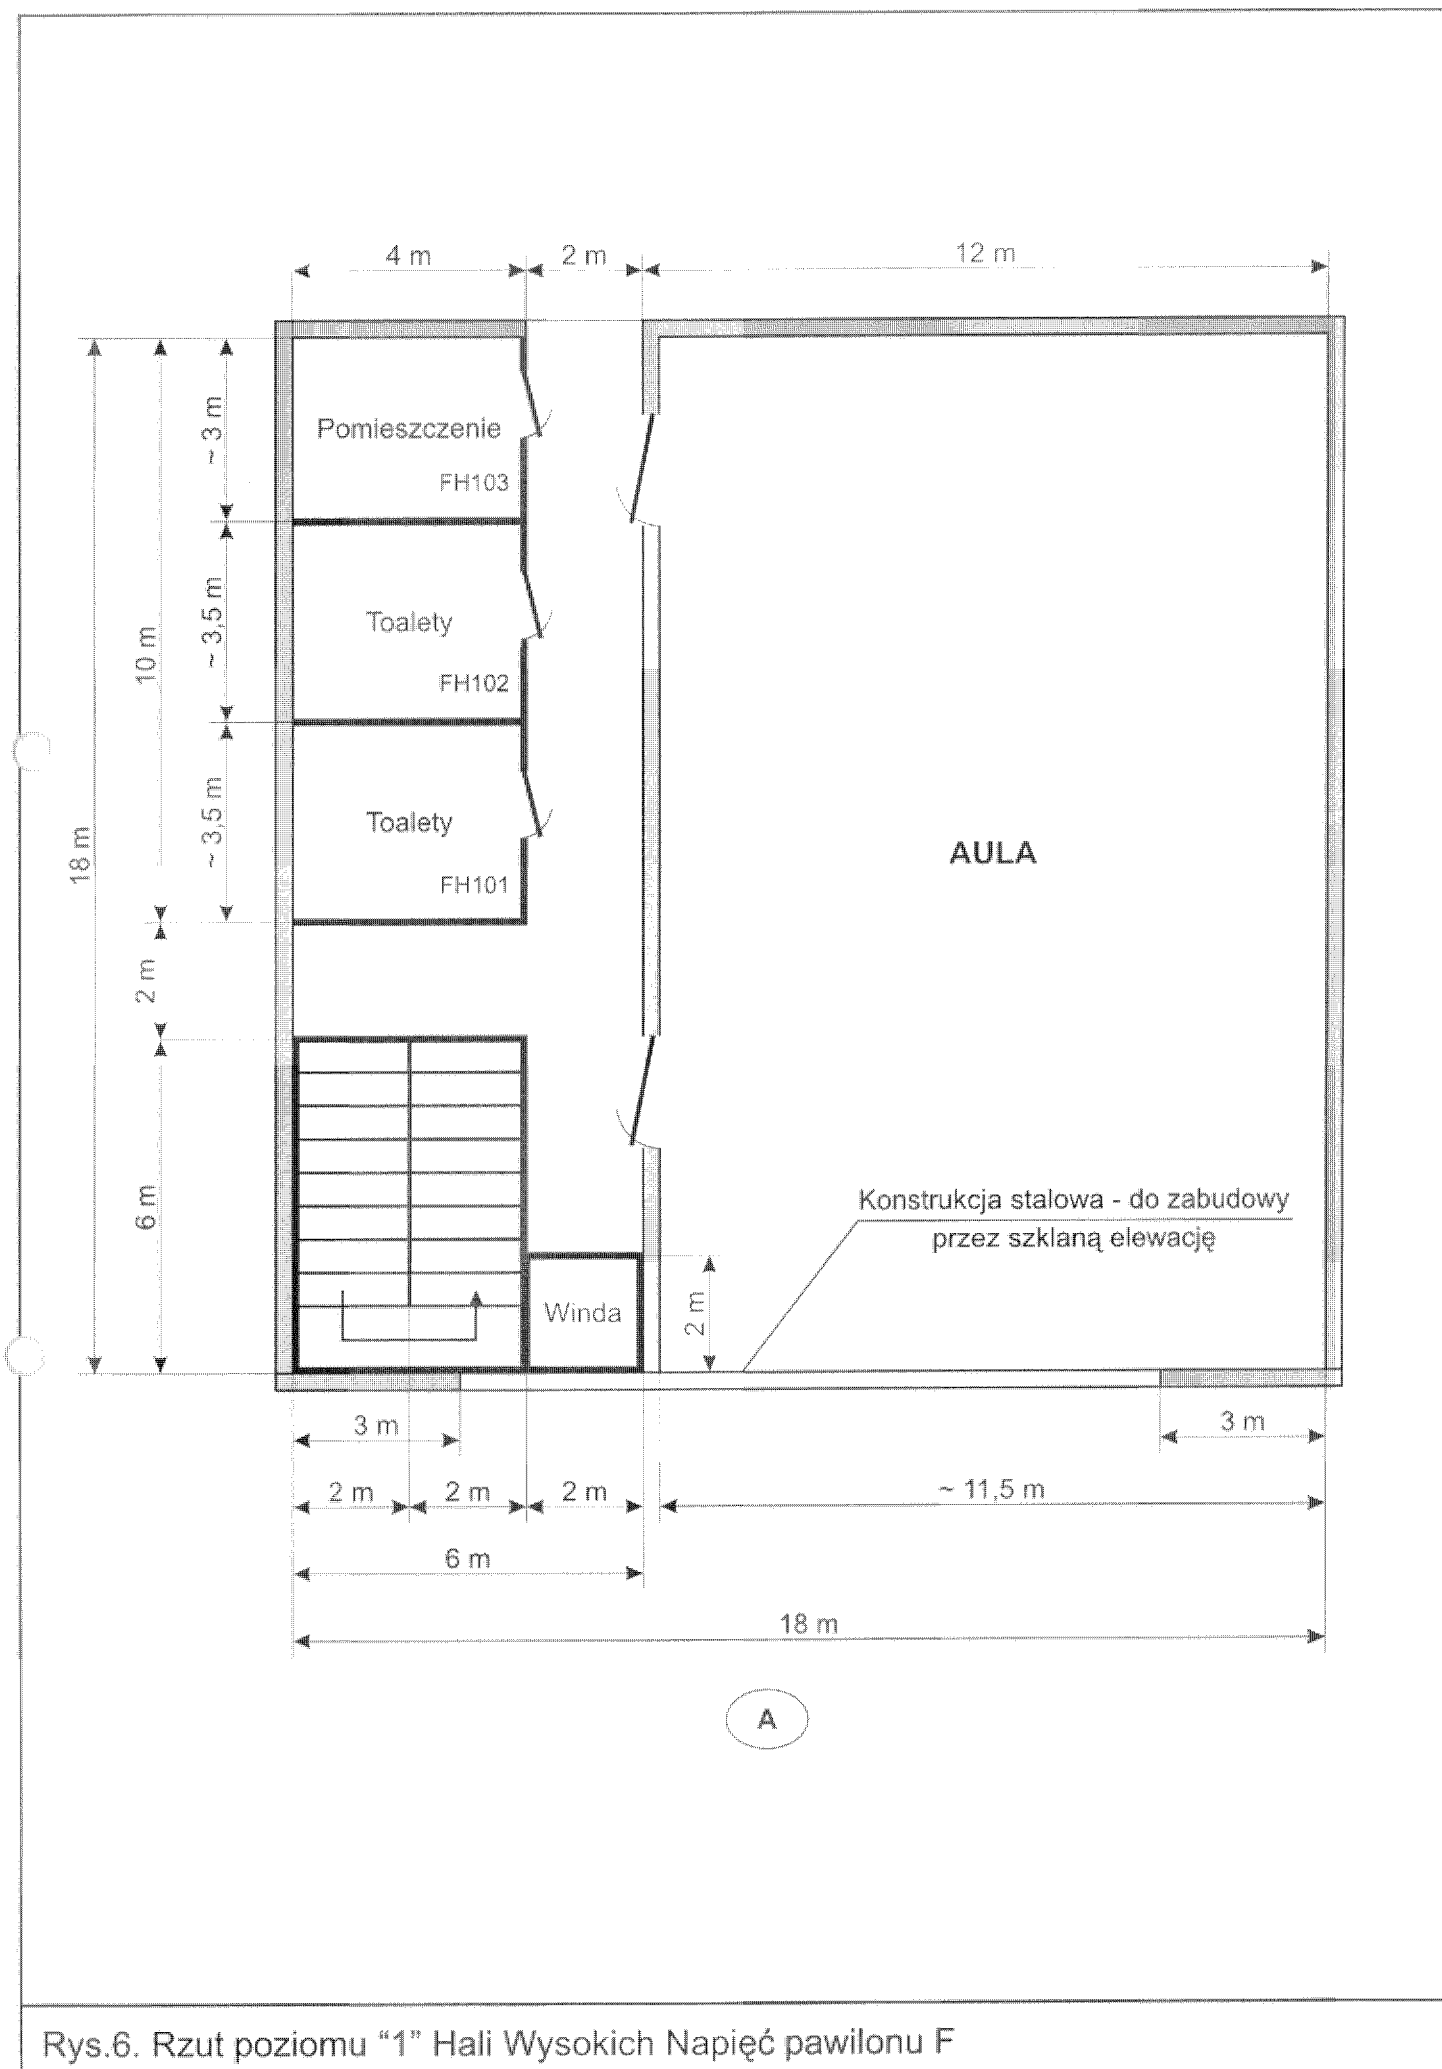 4 m
2 m
12 m
Pomieszczenie
FH103
~ 3 m
Toalety
FH102
~ 3,5 m
10 m
Toalety
FH101
~ 3,5 m
18 m
AULA
2 m
6 m
Konstrukcja stalowa - do zabudowy
przez szklaną elewację
Winda
2 m
3 m
3 m
2 m
2 m
2 m
~ 11,5 m
6 m
18 m
A
Rys.6. Rzut poziomu “1” Hali Wysokich Napięć pawilonu F